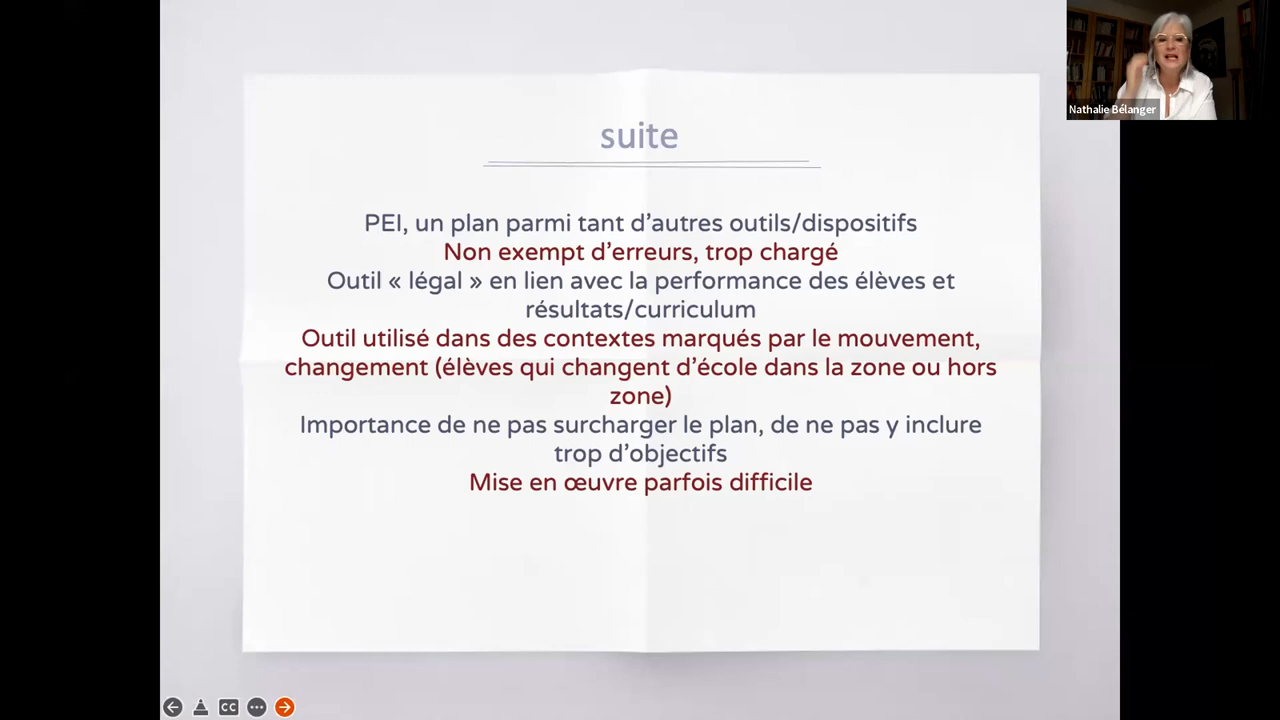 Nathalie Bélanger
suite
PEI, un plan parmi tant d’autres outils/dispositifs
Non exempt d’erreurs, trop chargé
Outil « légal » en lien avec la performance des élèves et
résultats/curriculum
Outil utilisé dans des contextes marqués par le mouvement,
changement (élèves qui changent d’école dans la zone ou hors
zone)
Importance de ne pas surcharger le plan, de ne pas y inclure
trop d’objectifs
Mise en œuvre parfois difficile
CC